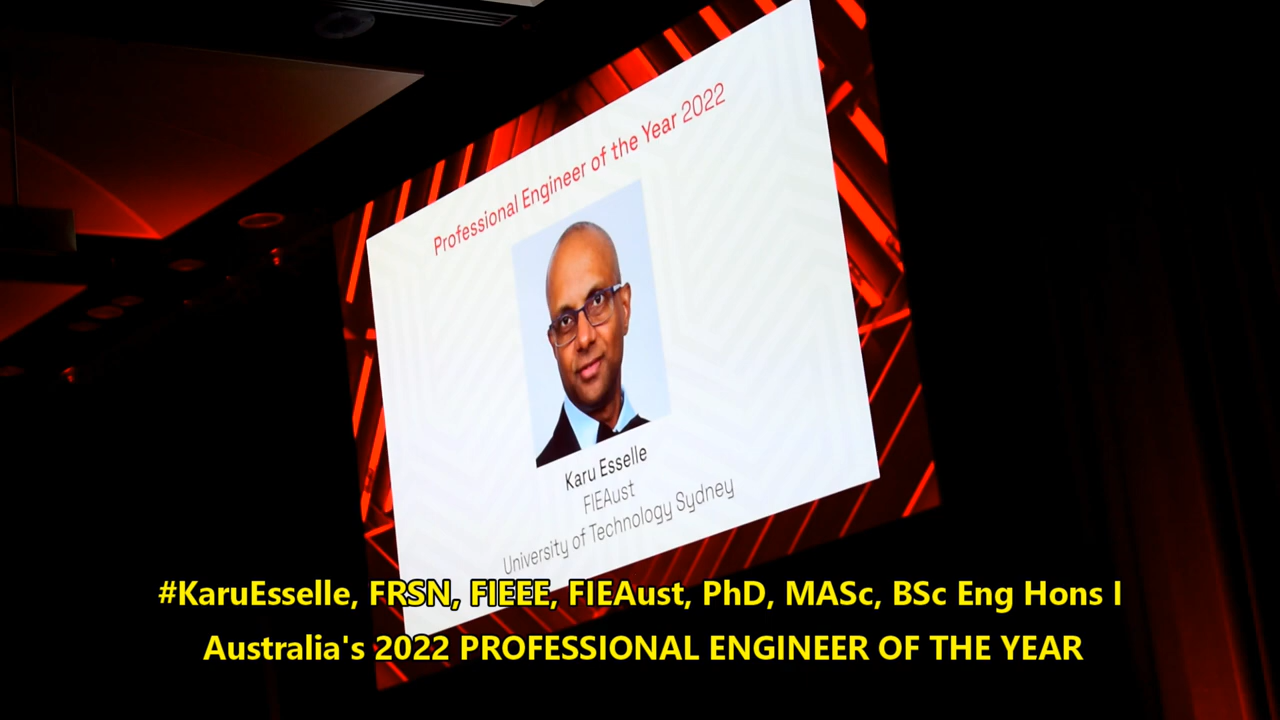 Professional Engineer of the Year 2022
Karu Esselle
FIEAust
University of Technology Sydney
#KaruEsselle, FRSN, FIEEE, FIEAust, PhD, MASc, BSc Eng Hons I
Australia's 2022 PROFESSIONAL ENGINEER OF THE YEAR